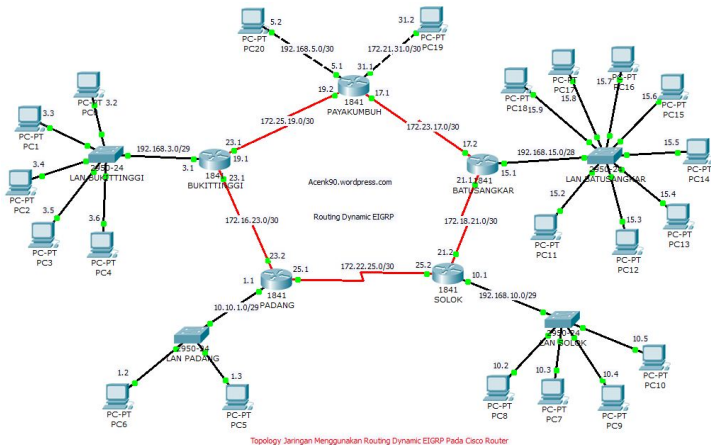 5.2
PC-PT
PC20
192.168.5.0/30
31.2
PC-PT
PC19
172.21.31.0/30
5.1
31.1
19.2
17.1
1841
PAYAKUMBUH
172.25.19.0/30
172.23.17.0/30
PC-PT
3.2
3.3
PC-PT
PC1
3.4
PC-PT
PC2
3.5
PC-PT
PC3
3.6
PC-PT
PC4
2950-24
LAN BUKITTINGGI
192.168.3.0/29
3.1
23.1
19.1
1841
BUKITTINGGI
23.1
Acenk90.wordpress.com
Routing Dynamic EIGRP
17.2
21.1
1841
BATUSANGKAR
15.1
192.168.15.0/28
PC-PT
PC18
15.9
PC-PT
PC17
15.8
PC-PT
PC16
15.7
PC-PT
PC15
15.6
15.5
PC-PT
PC14
15.4
PC-PT
PC13
15.3
PC-PT
PC12
15.2
PC-PT
PC11
2950-24
LAN BATUSANGKAR
172.16.23.0/30
172.18.21.0/30
23.2
25.1
1.1
1841
PADANG
172.22.25.0/30
21.2
25.2
10.1
1841
SOLOK
10.10.1.0/29
192.168.10.0/29
2950-24
LAN PADANG
1.2
PC-PT
PC6
1.3
PC-PT
PC5
2950-24
LAN SOLOK
10.2
PC-PT
PC8
10.3
PC-PT
PC7
10.4
PC-PT
PC9
10.5
PC-PT
PC10
Topology Jaringan Menggunakan Routing Dynamic EIGRP Pada Cisco Router